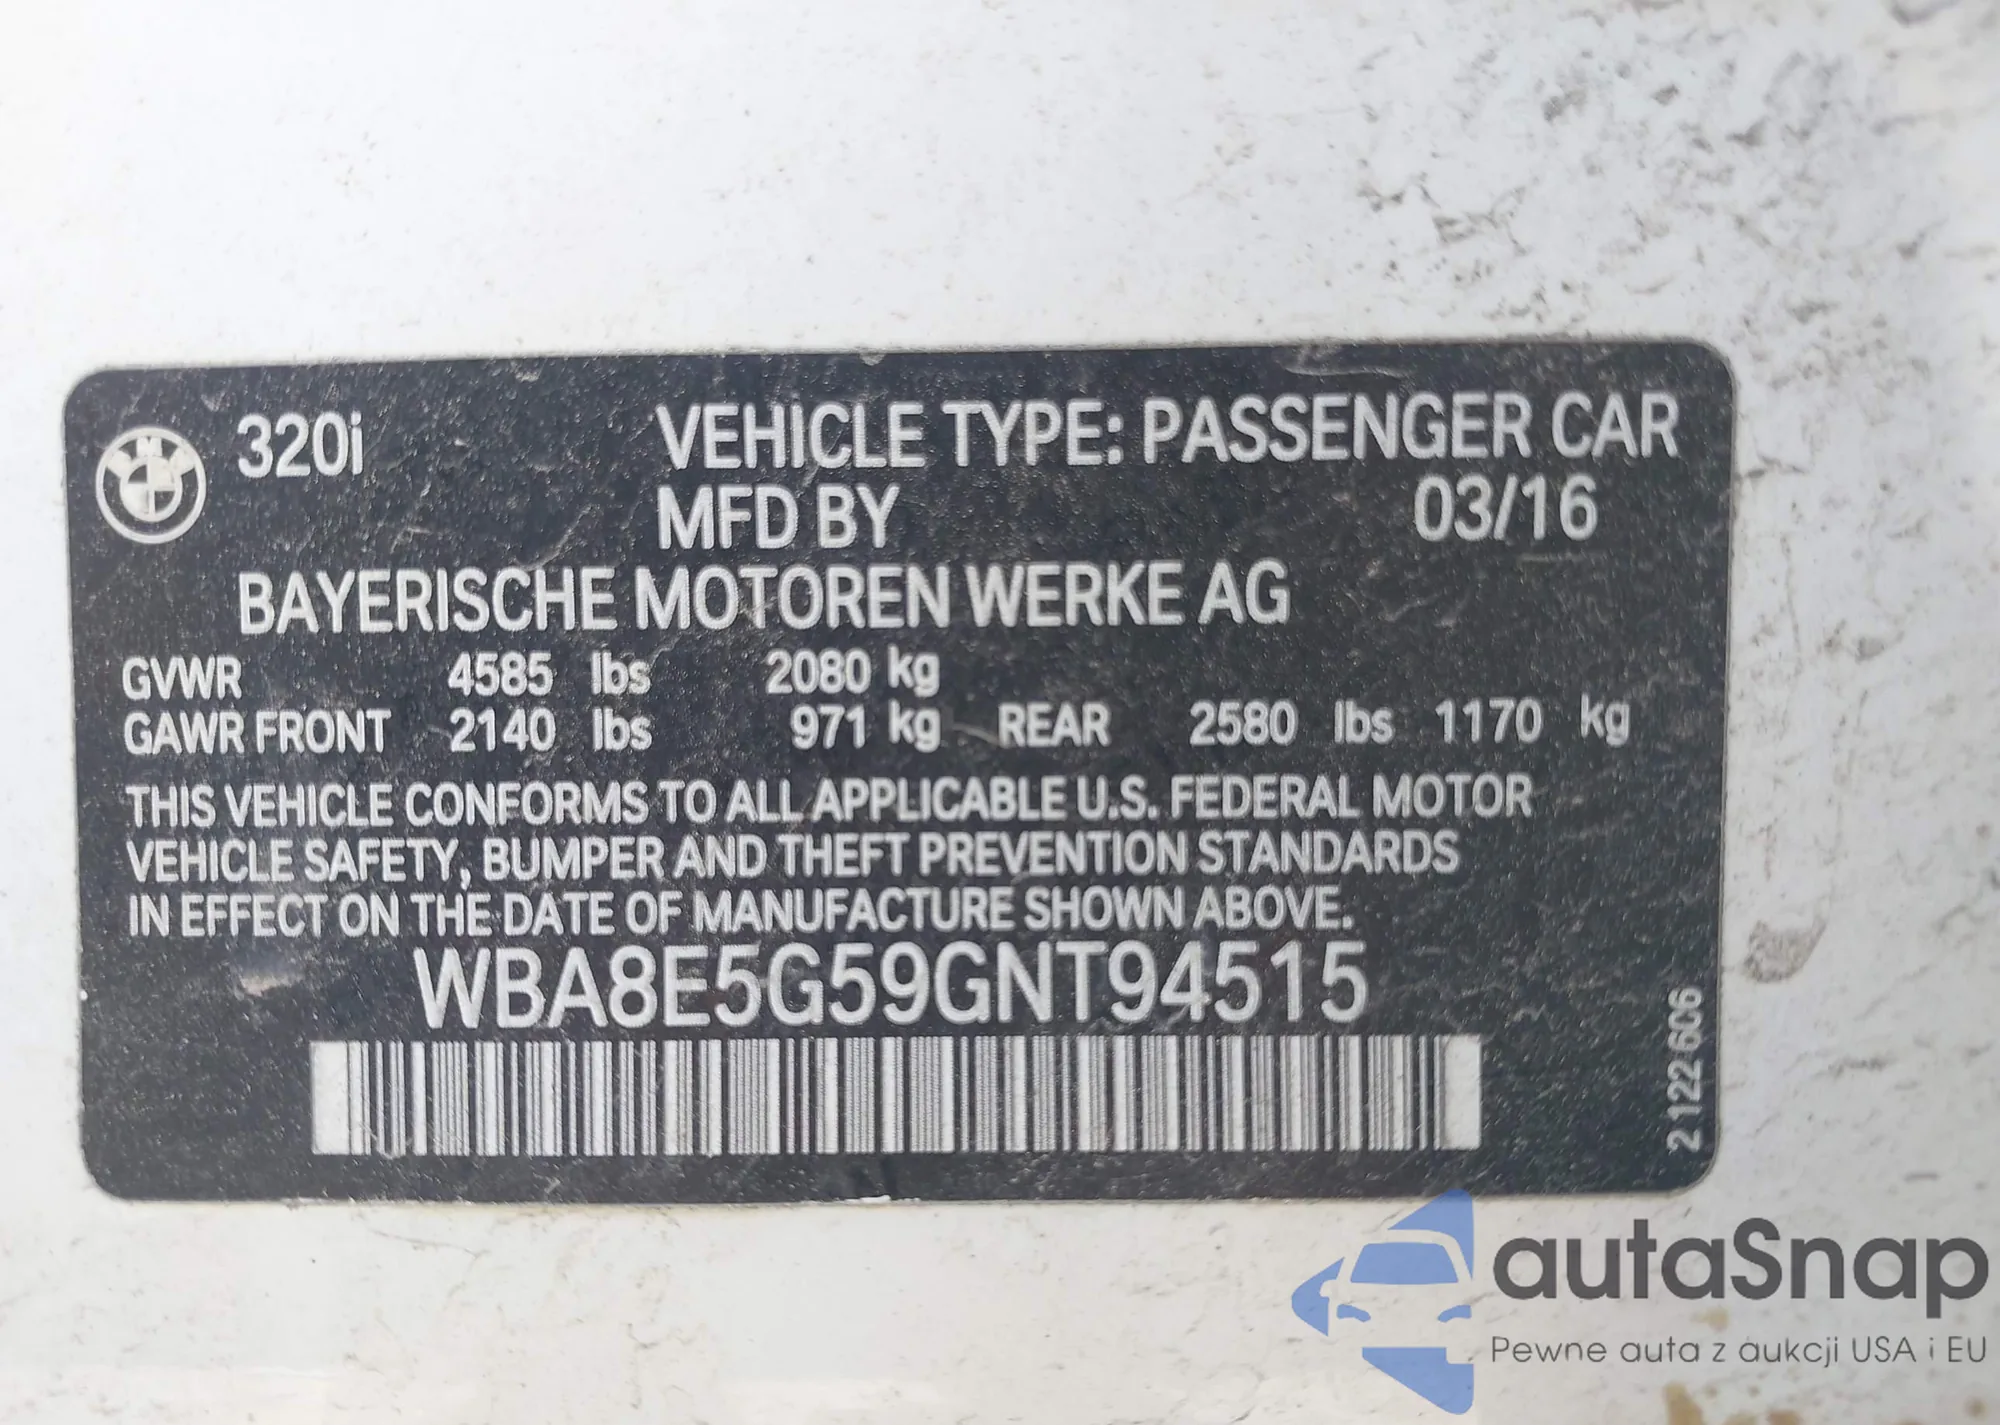 320i VEHICLE TYPE: PASSENGER CAR
MFD BY 03/16
BAYERISCHE MOTOREN WERKE AG
GVWR 4585 lbs 2080 kg
GAWR FRONT 2140 lbs 971 kg REAR 2580 lbs 1170 kg
THIS VEHICLE CONFORMS TO ALL APPLICABLE U.S. FEDERAL MOTOR
VEHICLE SAFETY, BUMPER AND THEFT PREVENTION STANDARDS
IN EFFECT ON THE DATE OF MANUFACTURE SHOWN ABOVE.
WBA8E5G59GNT94515
2 122 606
autaSnap
Pewne auta z aukcji USA i EU